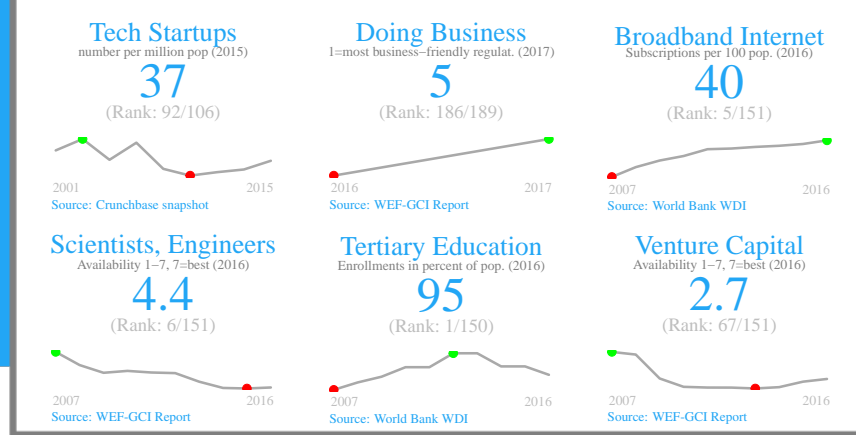 Tech Startups
number per million pop (2015)
37
(Rank: 92/106)
2001 2015
Source: Crunchbase snapshot
Doing Business
1=most business−friendly regulat. (2017)
5
(Rank: 186/189)
2016 2017
Source: WEF-GCI Report
Broadband Internet
Subscriptions per 100 pop. (2016)
40
(Rank: 5/151)
2007 2016
Source: World Bank WDI
Scientists, Engineers
Availability 1−7, 7=best (2016)
4.4
(Rank: 6/151)
2007 2016
Source: WEF-GCI Report
Tertiary Education
Enrollments in percent of pop. (2016)
95
(Rank: 1/150)
2007 2016
Source: World Bank WDI
Venture Capital
Availability 1−7, 7=best (2016)
2.7
(Rank: 67/151)
2007 2016
Source: WEF-GCI Report